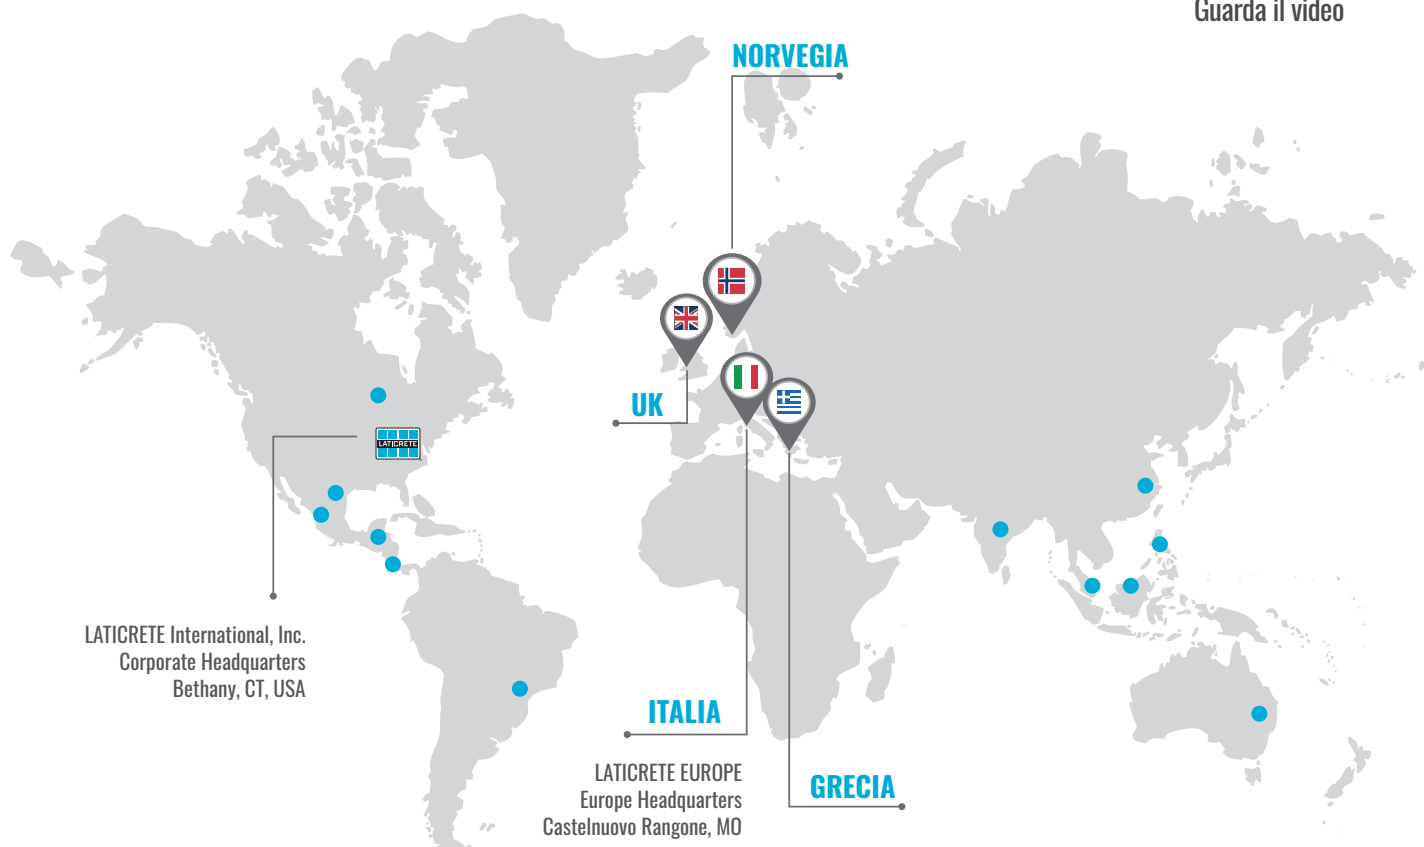 Guarda il video
NORVEGIA
UK
LATICRETE
LATICRETE International, Inc.
Corporate Headquarters
Bethany, CT, USA
ITALIA
LATICRETE EUROPE
Europe Headquarters
Castelnuovo Rangone, MO
GRECIA